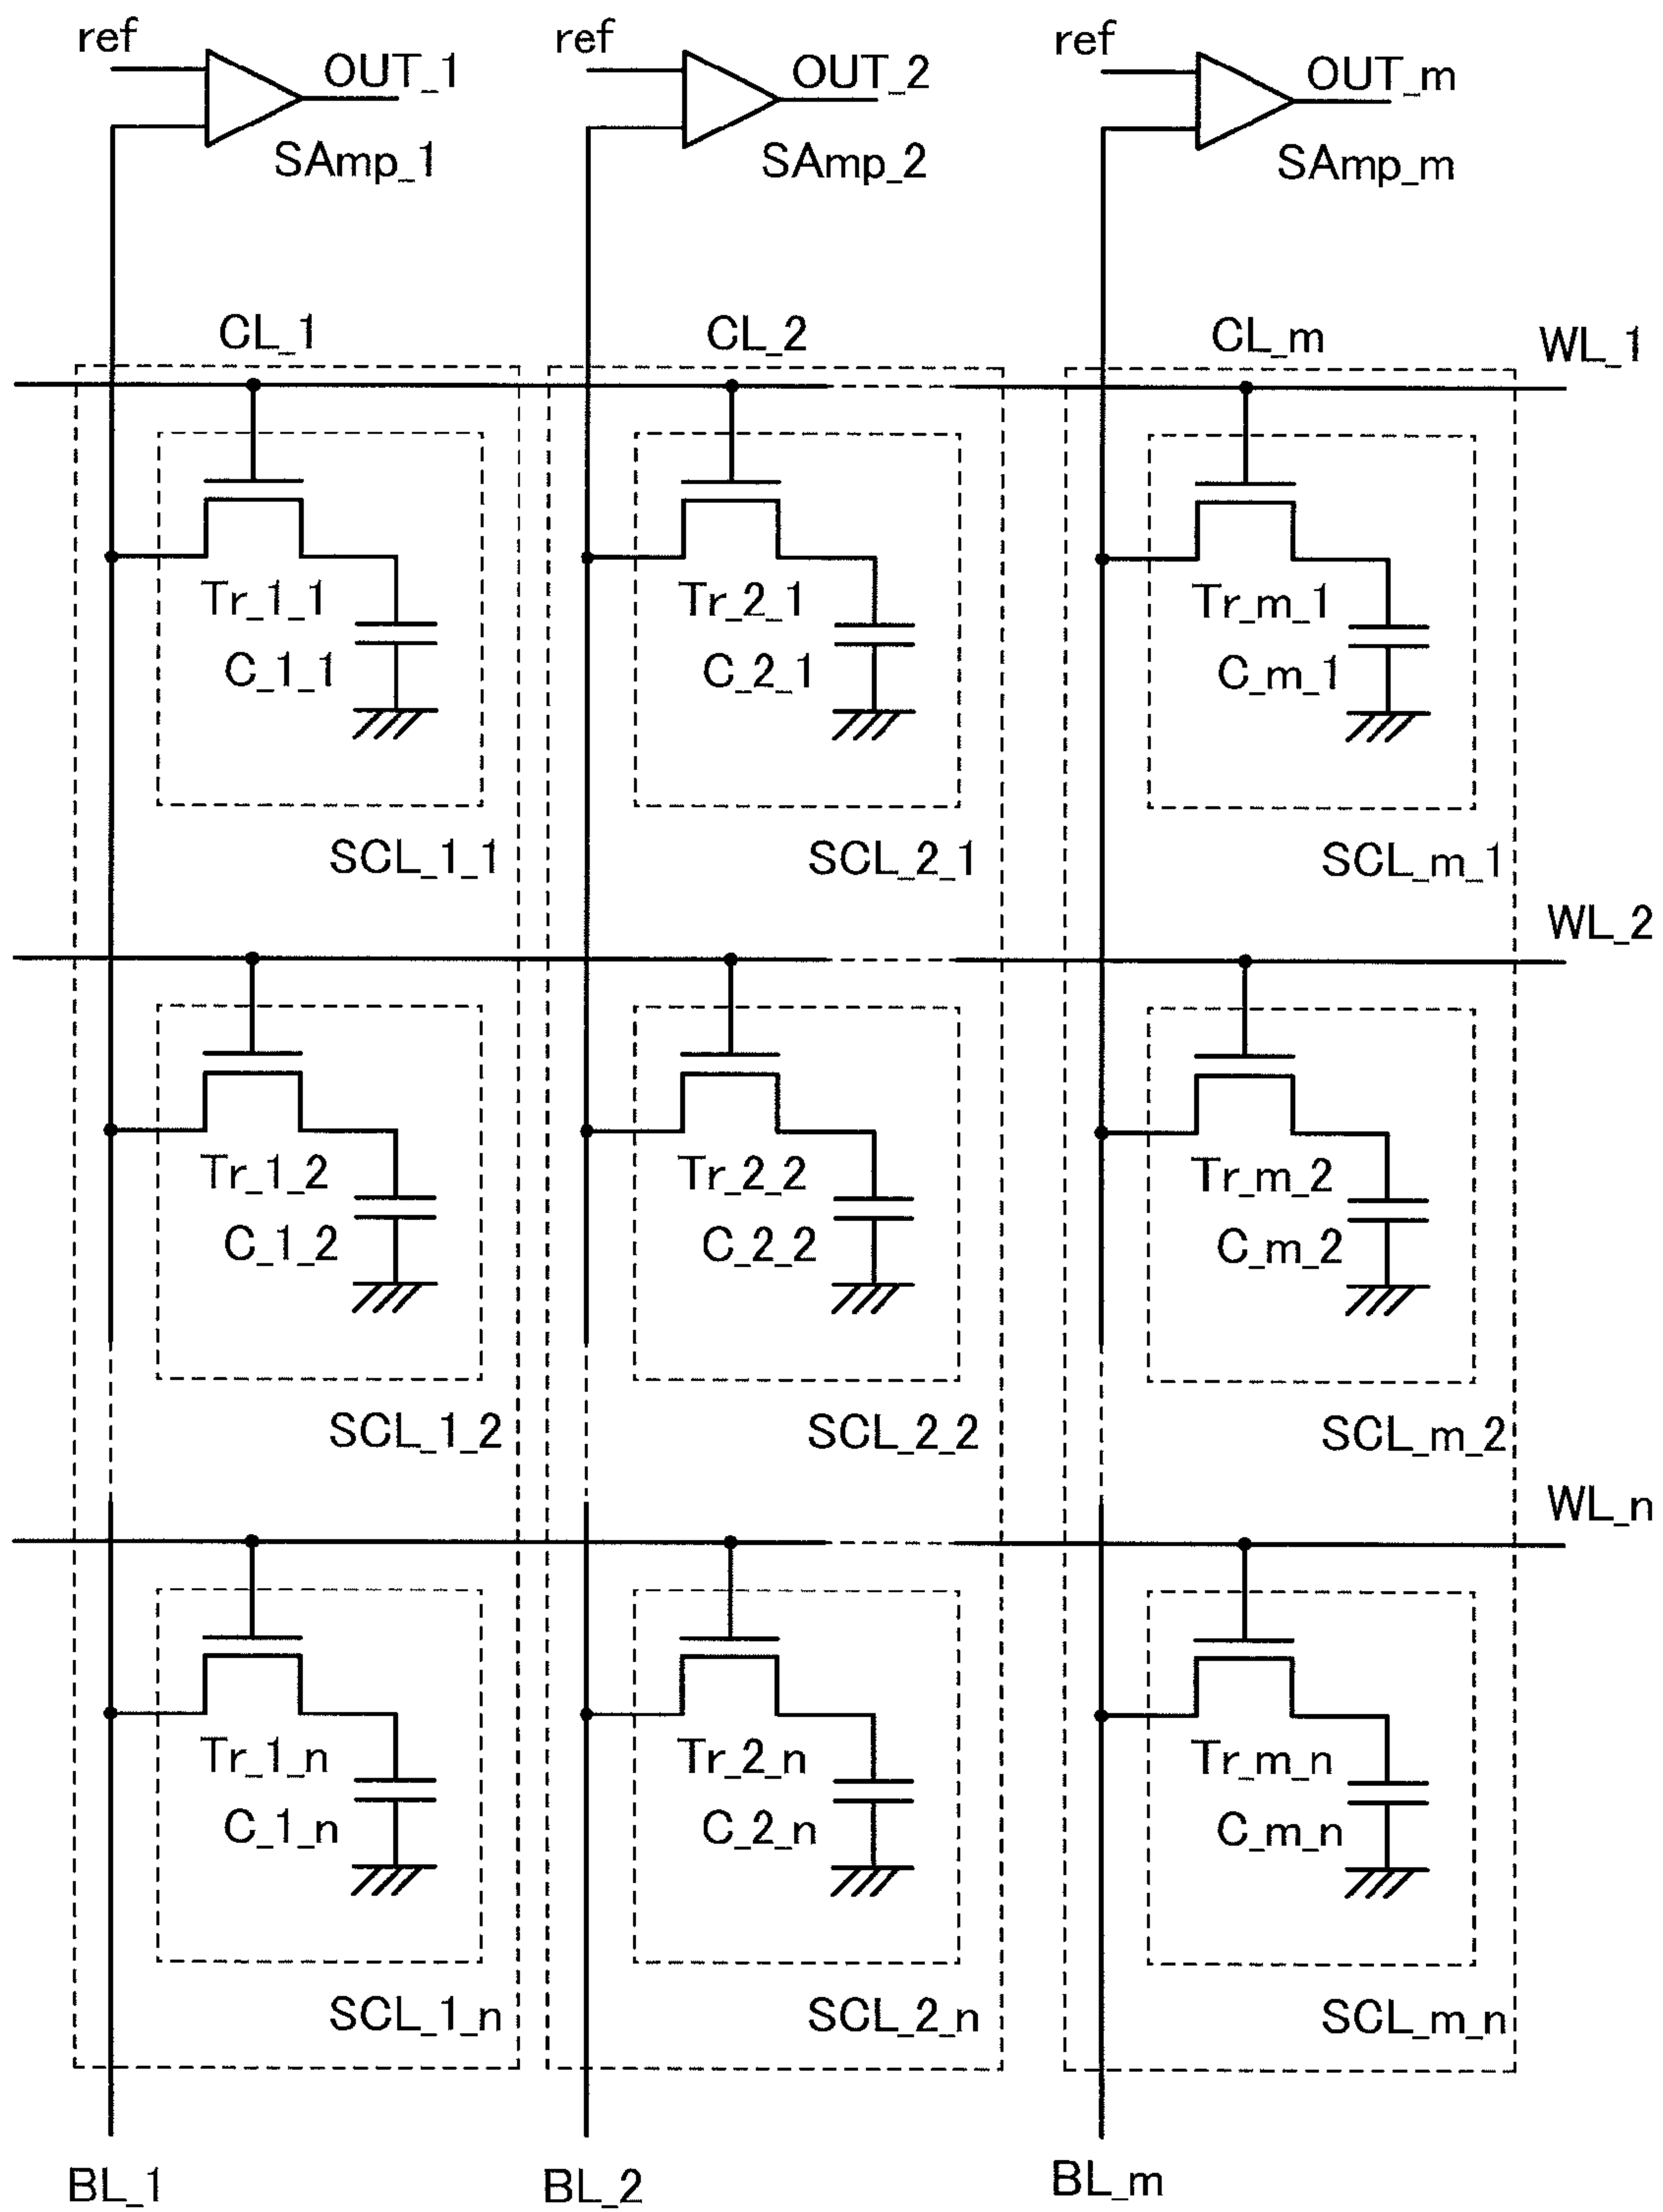 ref ref ref
OUT_1 OUT_2 OUT_m
SAmp_1 SAmp_2 SAmp_m
CL_1 CL_2 CL_m WL_1
Tr_1_1 Tr_2_1 Tr_m_1
C_1_1 C_2_1 C_m_1
SCL_1_1 SCL_2_1 SCL_m_1
WL_2
Tr_1_2 Tr_2_2 Tr_m_2
C_1_2 C_2_2 C_m_2
SCL_1_2 SCL_2_2 SCL_m_2
WL_n
Tr_1_n Tr_2_n Tr_m_n
C_1_n C_2_n C_m_n
SCL_1_n SCL_2_n SCL_m_n
BL_1 BL_2 BL_m